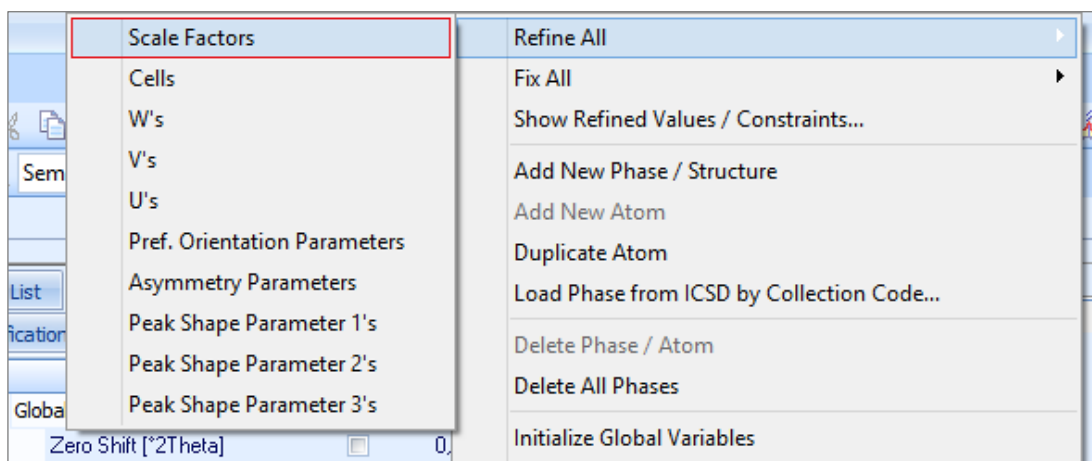 Scale Factors
Cells
W's
V's
U's
Pref. Orientation Parameters
Asymmetry Parameters
Peak Shape Parameter 1's
Peak Shape Parameter 2's
Peak Shape Parameter 3's
Refine All
Fix All
Show Refined Values / Constraints...
Add New Phase / Structure
Add New Atom
Duplicate Atom
Load Phase from ICSD by Collection Code...
Delete Phase / Atom
Delete All Phases
Initialize Global Variables
Sem
List
fication
Global
Zero Shift [°2Theta]
0,